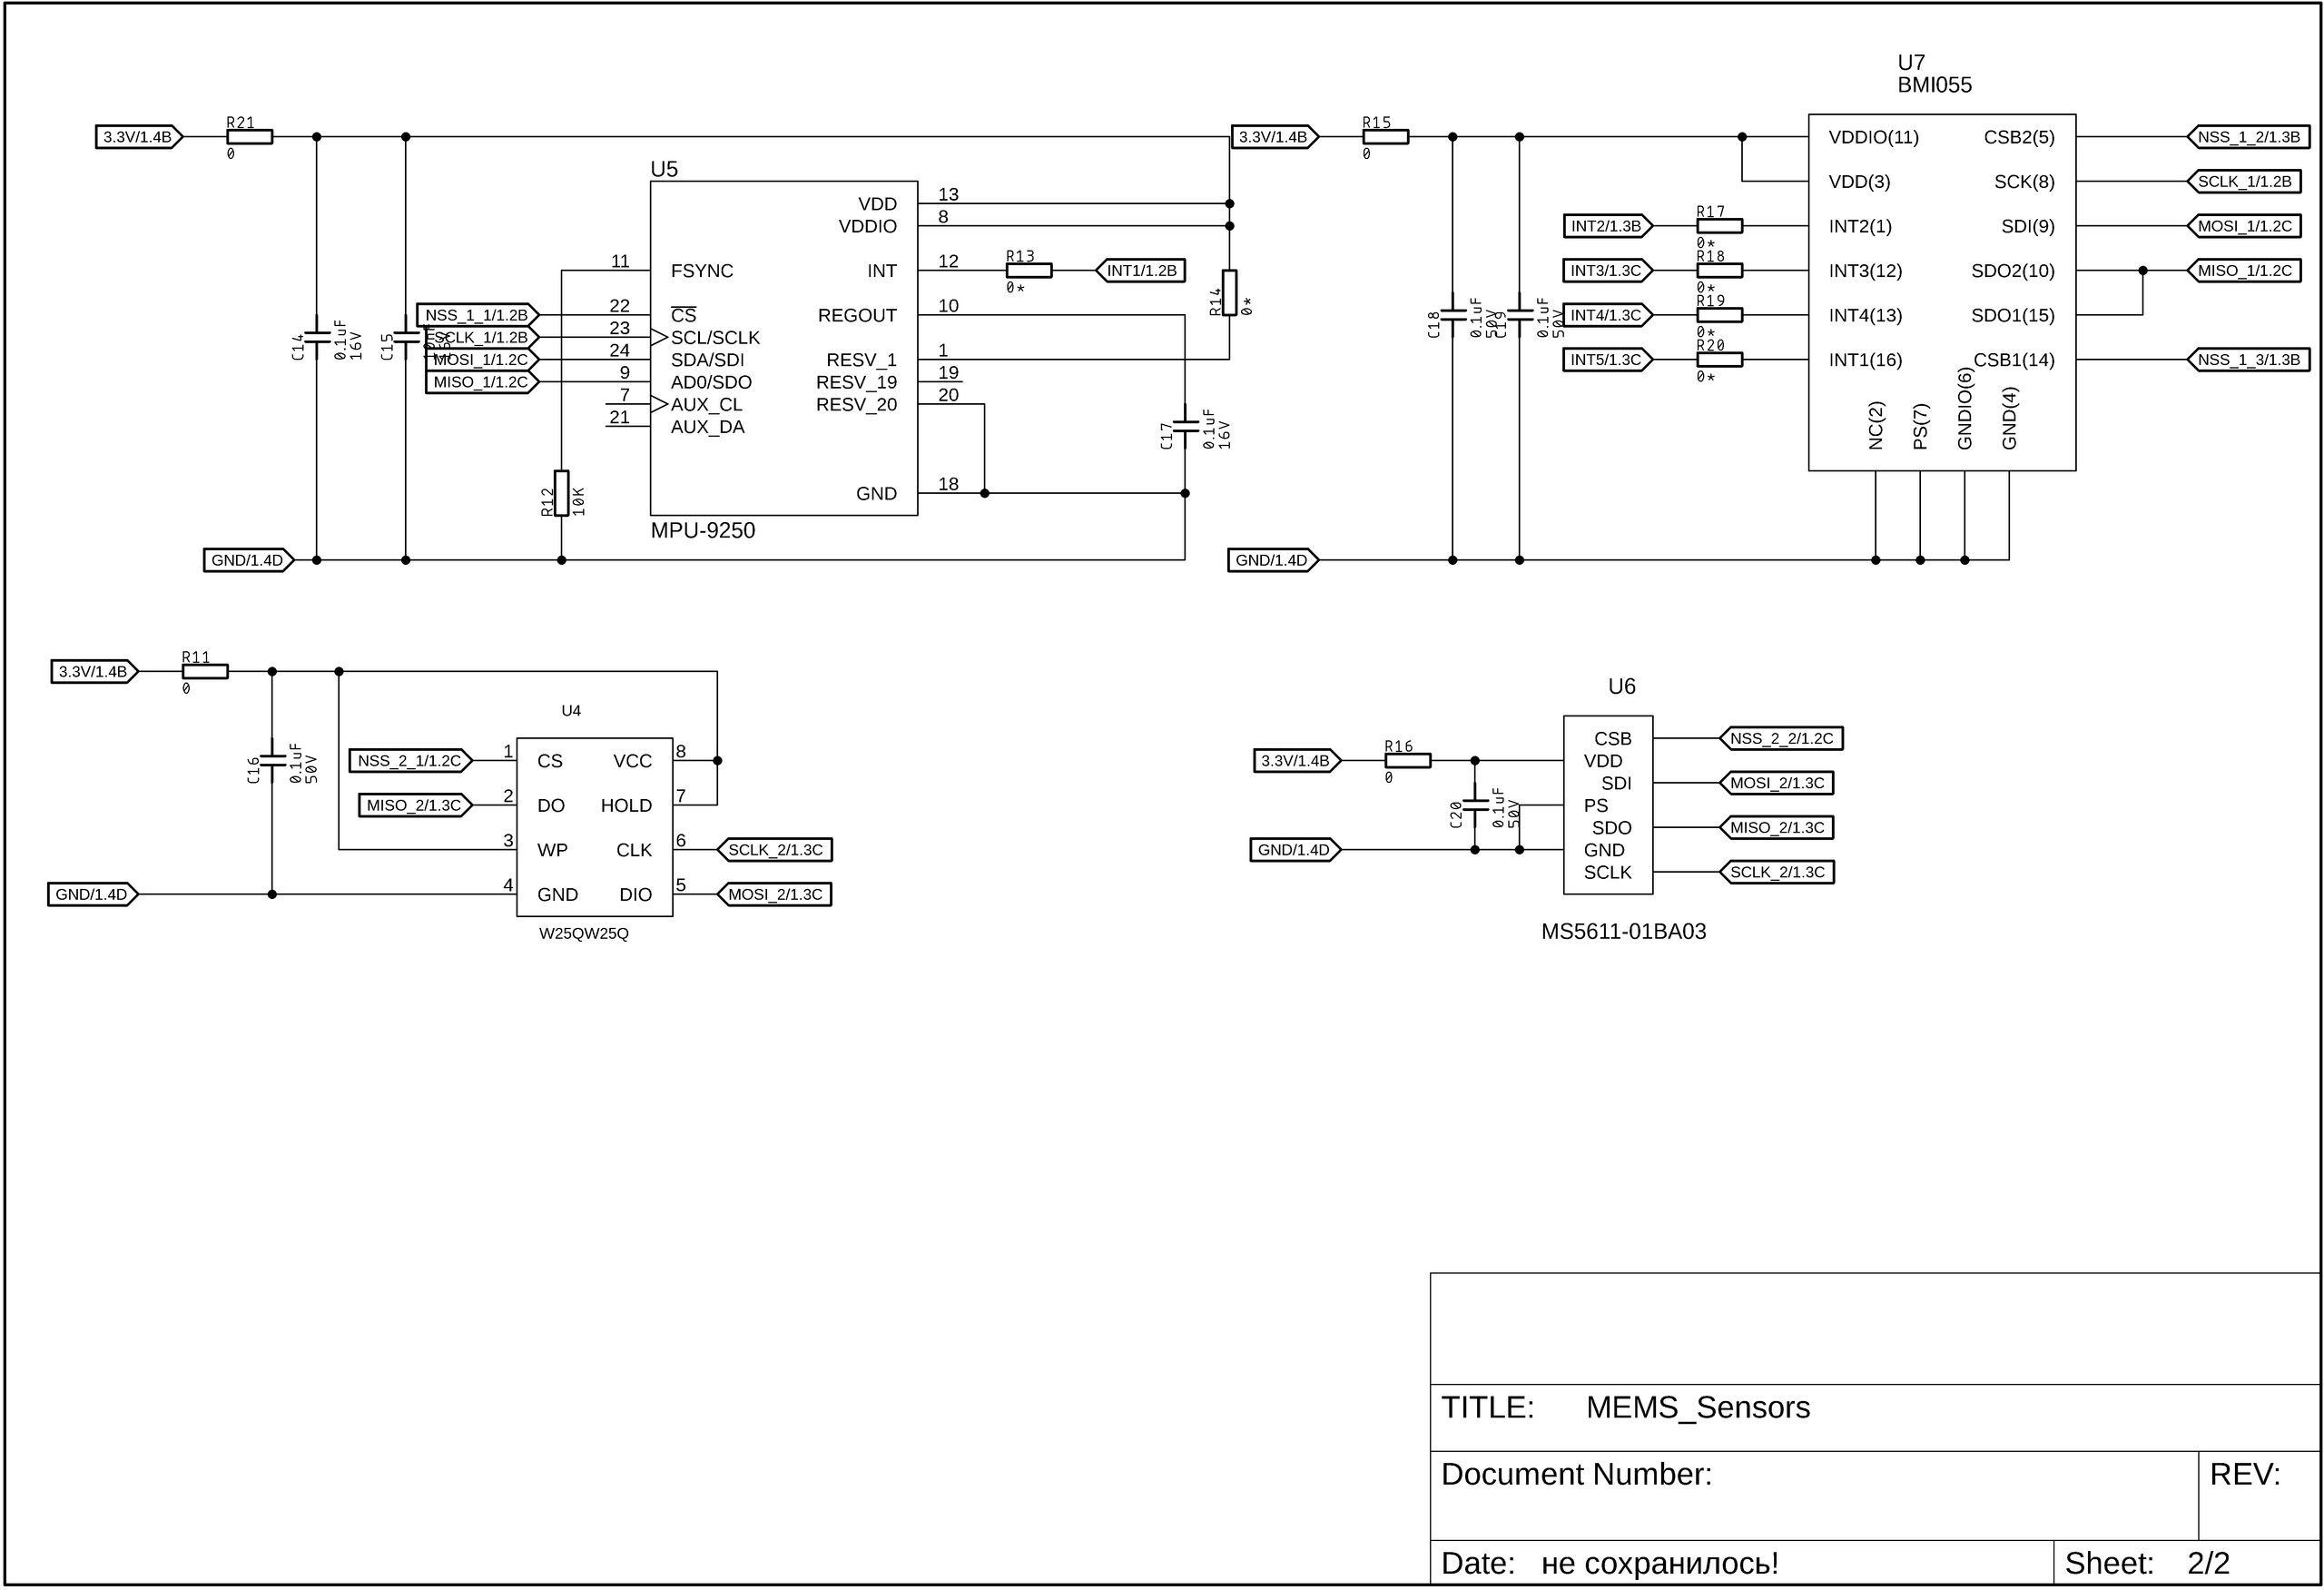 3.3V/1.4B
R21
0
C14
0.1uF
16V
C15
U5
VDD
13
VDDIO
8
11
FSYNC
INT
12
R13
0*
INT1/1.2B
NSS_1_1/1.2B
22
CS
REGOUT
10
SCLK_1/1.2B
23
SCL/SCLK
MOSI_1/1.2C
24
SDA/SDI
RESV_1
1
MISO_1/1.2C
9
AD0/SDO
RESV_19
19
7
AUX_CL
RESV_20
20
21
AUX_DA
R14
0*
C17
0.1uF
16V
R12
10K
GND
18
MPU-9250
GND/1.4D
3.3V/1.4B
R15
0
C18
0.1uF
50V
C19
0.1uF
50V
U7
BMI055
VDDIO(11)
CSB2(5)
NSS_1_2/1.3B
VDD(3)
SCK(8)
SCLK_1/1.2B
INT2/1.3B
R17
0*
INT2(1)
SDI(9)
MOSI_1/1.2C
INT3/1.3C
R18
0*
INT3(12)
SDO2(10)
MISO_1/1.2C
INT4/1.3C
R19
0*
INT4(13)
SDO1(15)
INT5/1.3C
R20
0*
INT1(16)
CSB1(14)
NSS_1_3/1.3B
NC(2)
PS(7)
GNDIO(6)
GND(4)
GND/1.4D
3.3V/1.4B
R11
0
C16
0.1uF
50V
U4
NSS_2_1/1.2C
1
CS
VCC
8
MISO_2/1.3C
2
DO
HOLD
7
3
WP
CLK
6
SCLK_2/1.3C
GND/1.4D
4
GND
DIO
5
MOSI_2/1.3C
W25QW25Q
U6
3.3V/1.4B
R16
0
C20
0.1uF
50V
CSB
NSS_2_2/1.2C
VDD
SDI
MOSI_2/1.3C
PS
SDO
MISO_2/1.3C
GND/1.4D
GND
SCLK
SCLK_2/1.3C
MS5611-01BA03
TITLE: MEMS_Sensors
Document Number:
REV:
Date: не сохранилось!
Sheet: 2/2